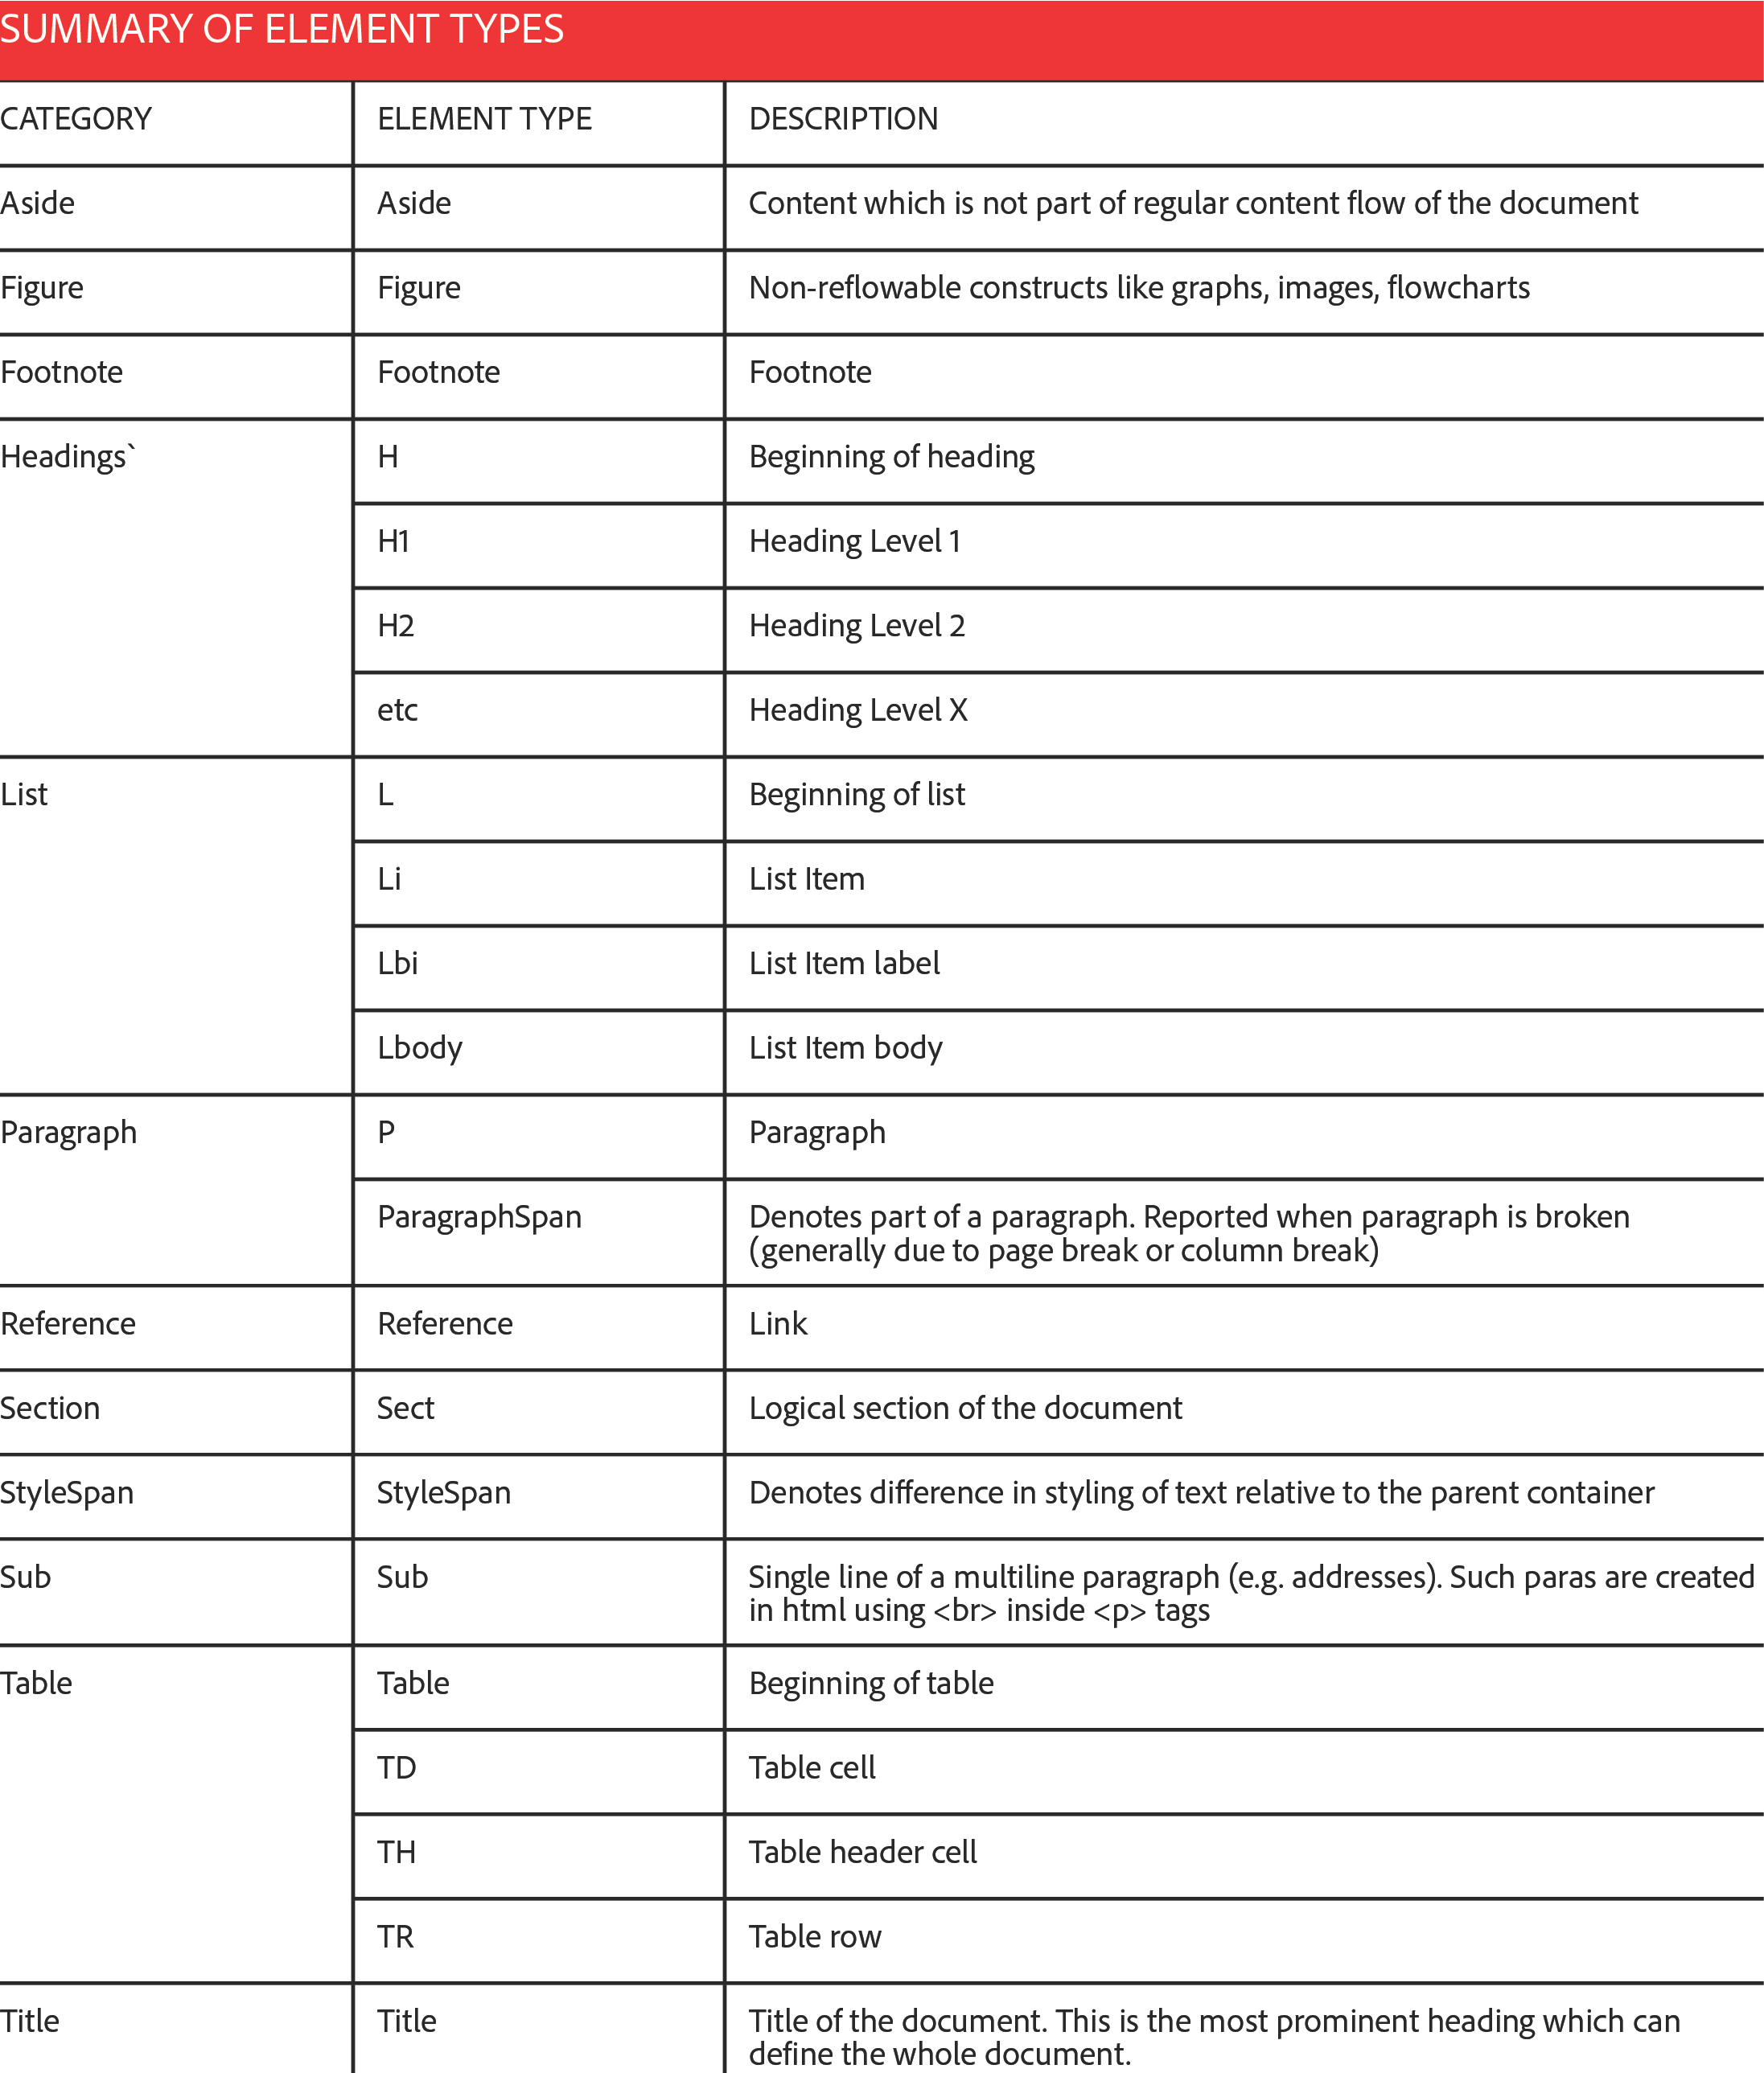 SUMMARY OF ELEMENT TYPES
CATEGORY ELEMENT TYPE DESCRIPTION
Aside Aside Content which is not part of regular content flow of the document
Figure Figure Non-reflowable constructs like graphs, images, flowcharts
Footnote Footnote Footnote
Headings` H Beginning of heading
H1 Heading Level 1
H2 Heading Level 2
etc Heading Level X
List L Beginning of list
Li List Item
Lbi List Item label
Lbody List Item body
Paragraph P Paragraph
ParagraphSpan Denotes part of a paragraph. Reported when paragraph is broken
(generally due to page break or column break)
Reference Reference Link
Section Sect Logical section of the document
StyleSpan StyleSpan Denotes difference in styling of text relative to the parent container
Sub Sub Single line of a multiline paragraph (e.g. addresses). Such paras are created
in html using <br> inside <p> tags
Table Table Beginning of table
TD Table cell
TH Table header cell
TR Table row
Title Title Title of the document. This is the most prominent heading which can
define the whole document.